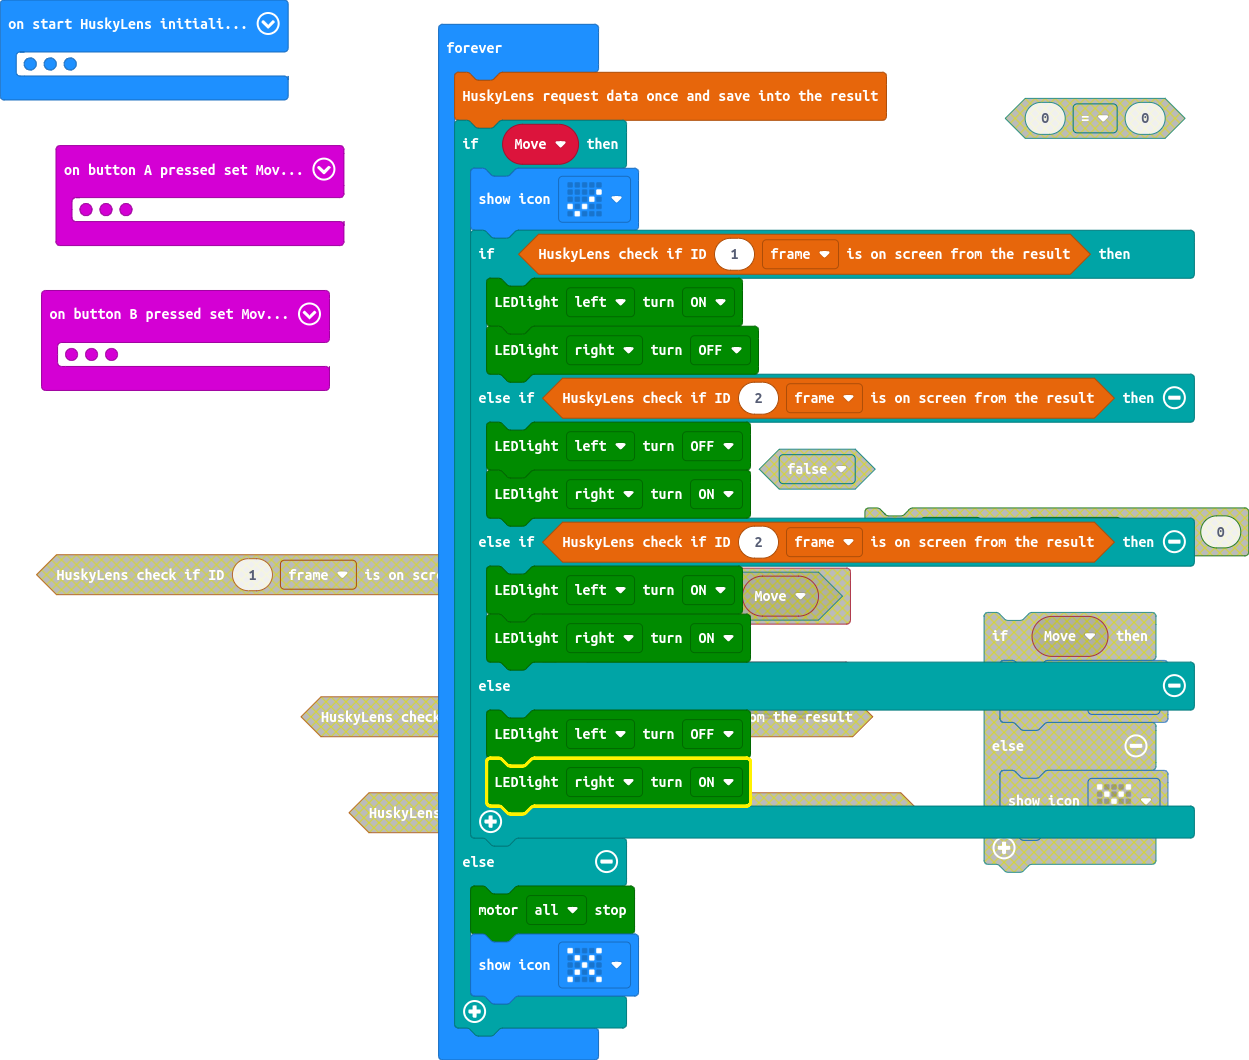 on start HuskyLens initiali...
on button A pressed set Mov...
on button B pressed set Mov...
forever
HuskyLens request data once and save into the result
if Move then
show icon
if HuskyLens check if ID 1 frame is on screen from the result then
LEDlight left turn ON
LEDlight right turn OFF
else if HuskyLens check if ID 2 frame is on screen from the result then
LEDlight left turn OFF
LEDlight right turn ON
else if HuskyLens check if ID 2 frame is on screen from the result then
LEDlight left turn ON
LEDlight right turn ON
else
LEDlight left turn OFF
LEDlight right turn ON
else
motor all stop
show icon
0 = 0
false
0
HuskyLens check if ID 1 frame is on
Move
HuskyLens check
the result
HuskyLens
if Move then
else
show icon